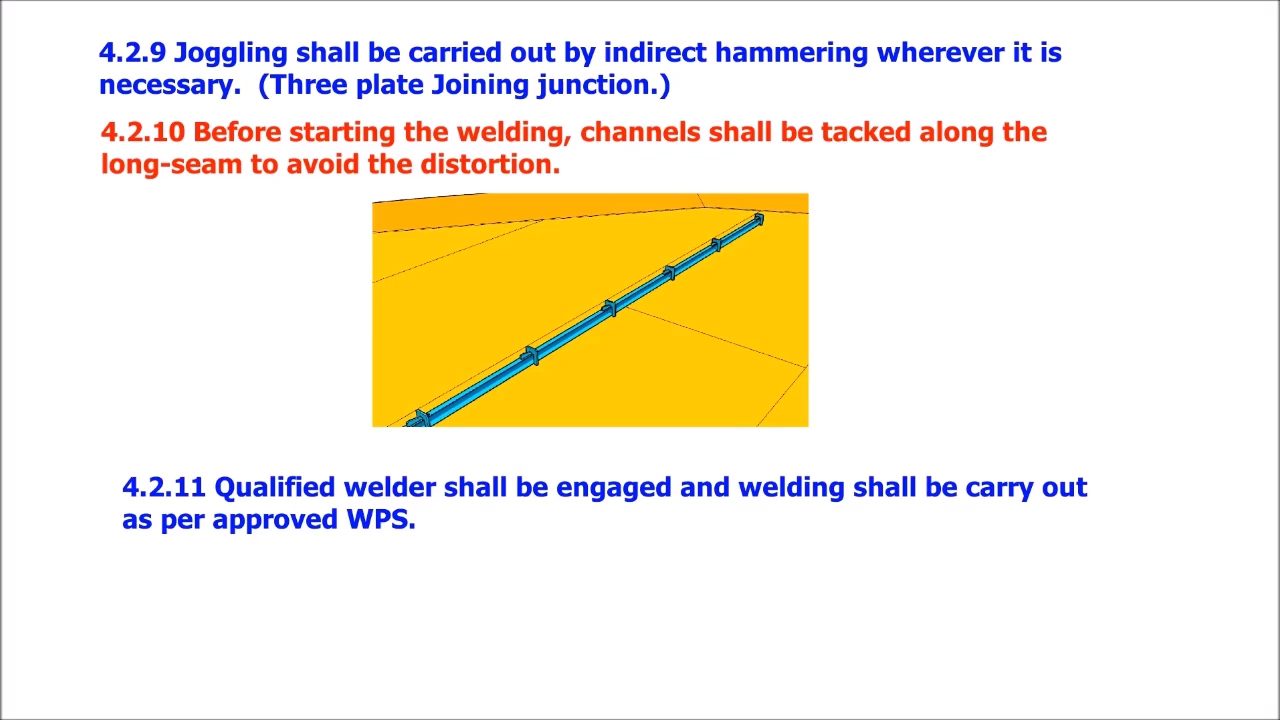 4.2.9 Joggling shall be carried out by indirect hammering wherever it is
necessary.  (Three plate Joining junction.)
4.2.10 Before starting the welding, channels shall be tacked along the
long-seam to avoid the distortion.
4.2.11 Qualified welder shall be engaged and welding shall be carry out
as per approved WPS.